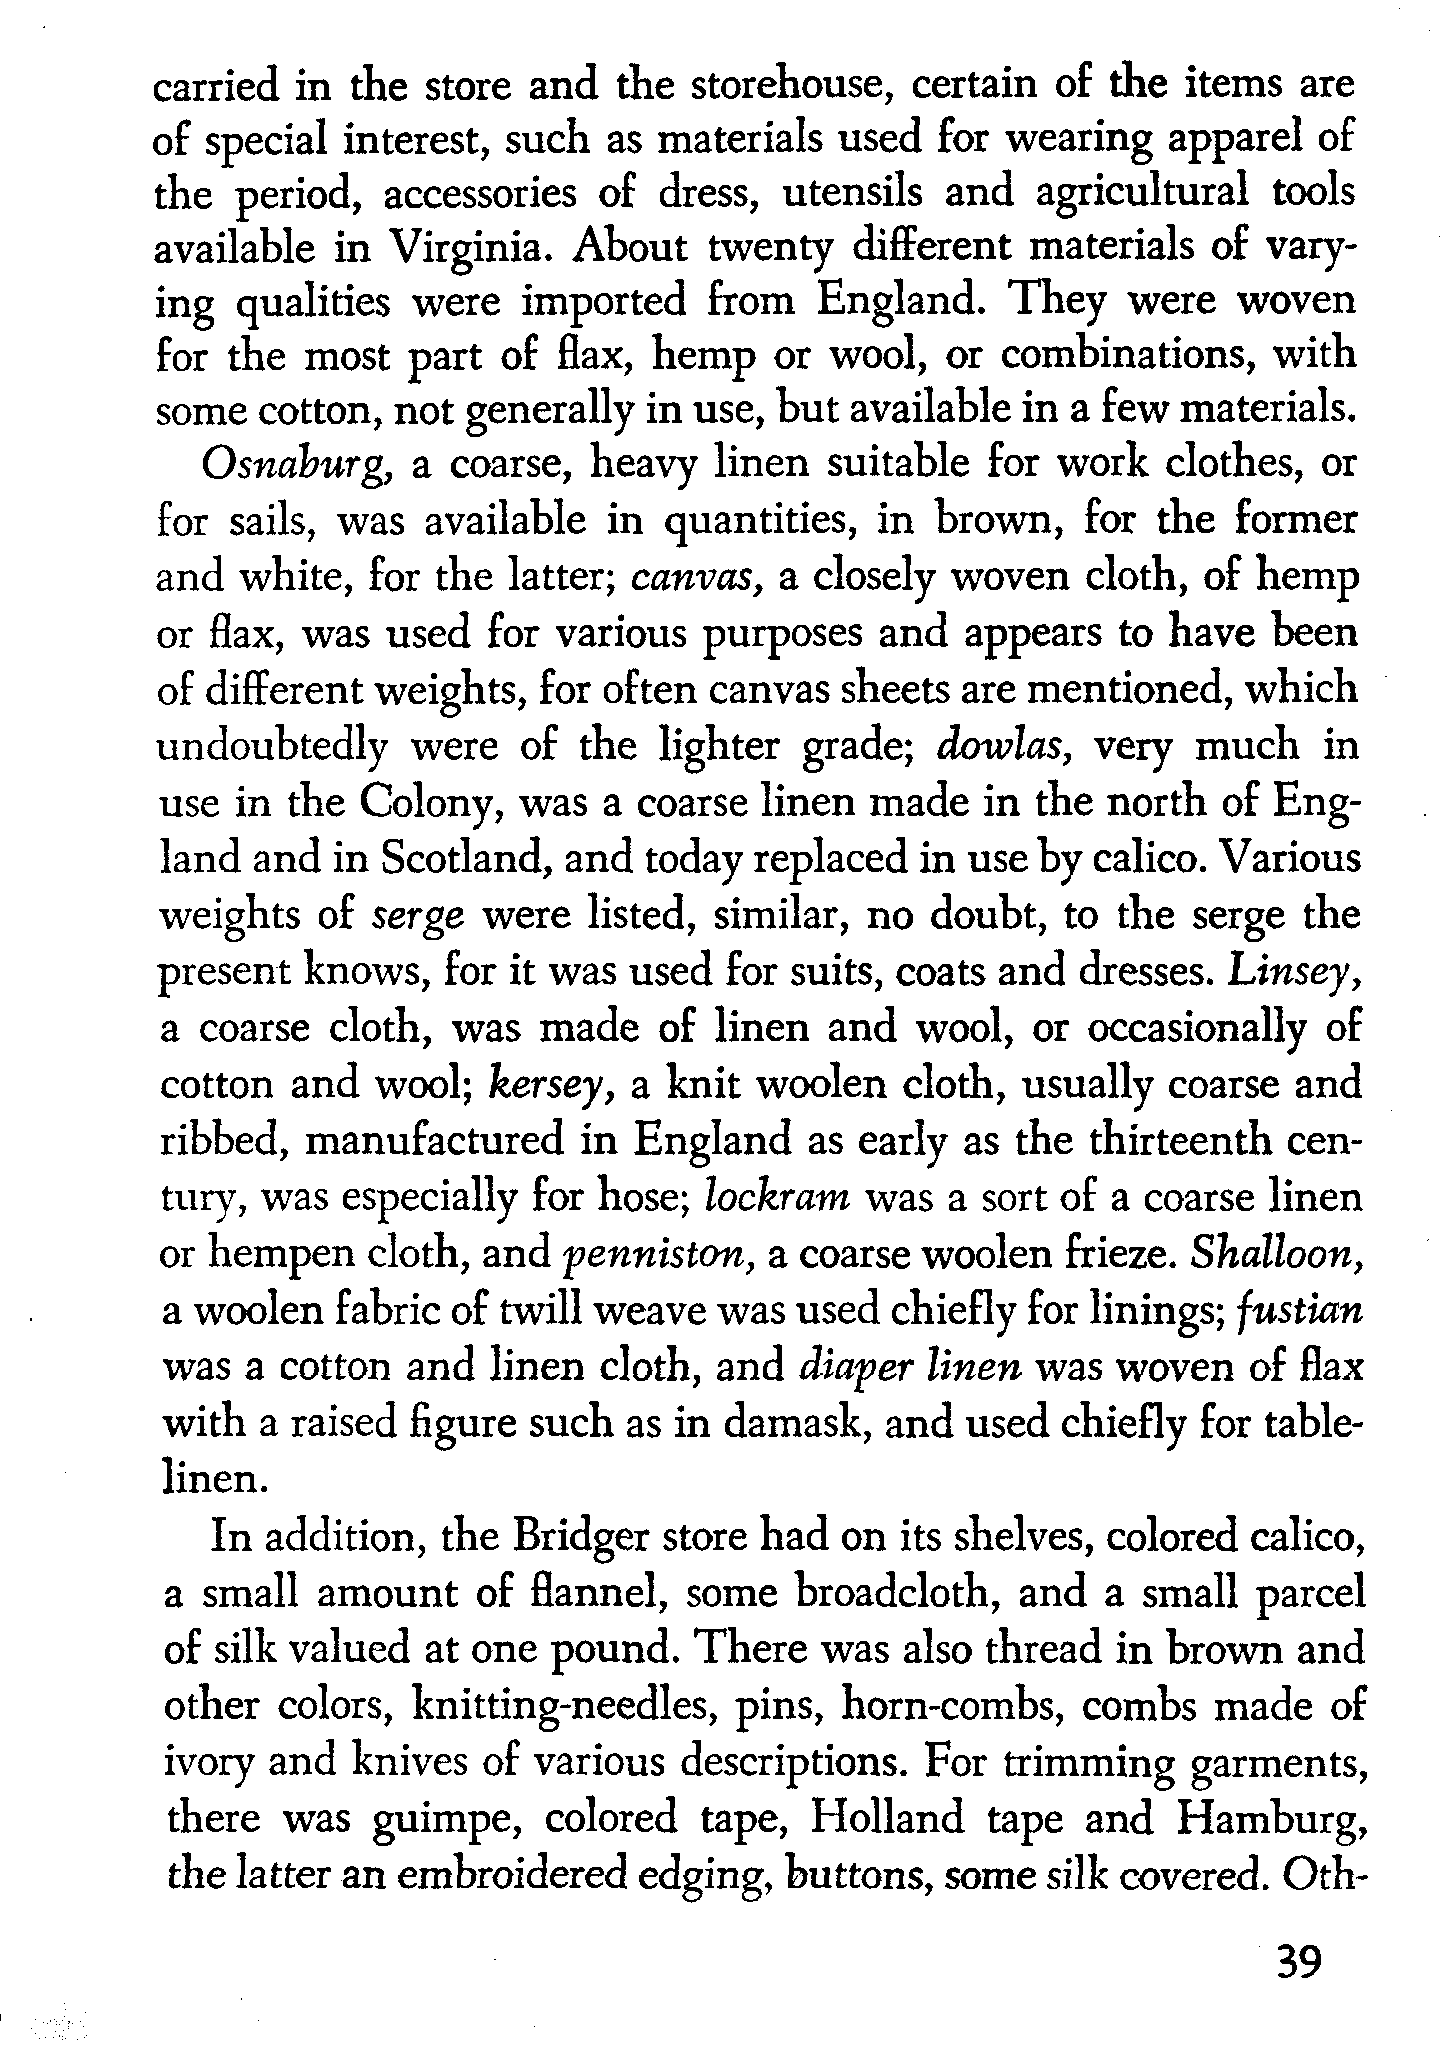 carried in the store and the storehouse, certain of the items are
of special interest, such as materials used for wearing apparel of
the period, accessories of dress, utensils and agricultural tools
available in Virginia. About twenty different materials of vary-
ing qualities were imported from England. They were woven
for the most part of flax, hemp or wool, or combinations, with
some cotton, not generally in use, but available in a few materials.
Osnaburg, a coarse, heavy linen suitable for work clothes, or
for sails, was available in quantities, in brown, for the former
and white, for the latter; canvas, a closely woven cloth, of hemp
or flax, was used for various purposes and appears to have been
of different weights, for often canvas sheets are mentioned, which
undoubtedly were of the lighter grade; dowlas, very much in
use in the Colony, was a coarse linen made in the north of Eng-
land and in Scotland, and today replaced in use by calico. Various
weights of serge were listed, similar, no doubt, to the serge the
present knows, for it was used for suits, coats and dresses. Linsey,
a coarse cloth, was made of linen and wool, or occasionally of
cotton and wool; kersey, a knit woolen cloth, usually coarse and
ribbed, manufactured in England as early as the thirteenth cen-
tury, was especially for hose; lockram was a sort of a coarse linen
or hempen cloth, and penniston, a coarse woolen frieze. Shalloon,
a woolen fabric of twill weave was used chiefly for linings; fustian
was a cotton and linen cloth, and diaper linen was woven of flax
with a raised figure such as in damask, and used chiefly for table-
linen.
In addition, the Bridger store had on its shelves, colored calico,
a small amount of flannel, some broadcloth, and a small parcel
of silk valued at one pound. There was also thread in brown and
other colors, knitting-needles, pins, horn-combs, combs made of
ivory and knives of various descriptions. For trimming garments,
there was guimpe, colored tape, Holland tape and Hamburg,
the latter an embroidered edging, buttons, some silk covered. Oth-
39